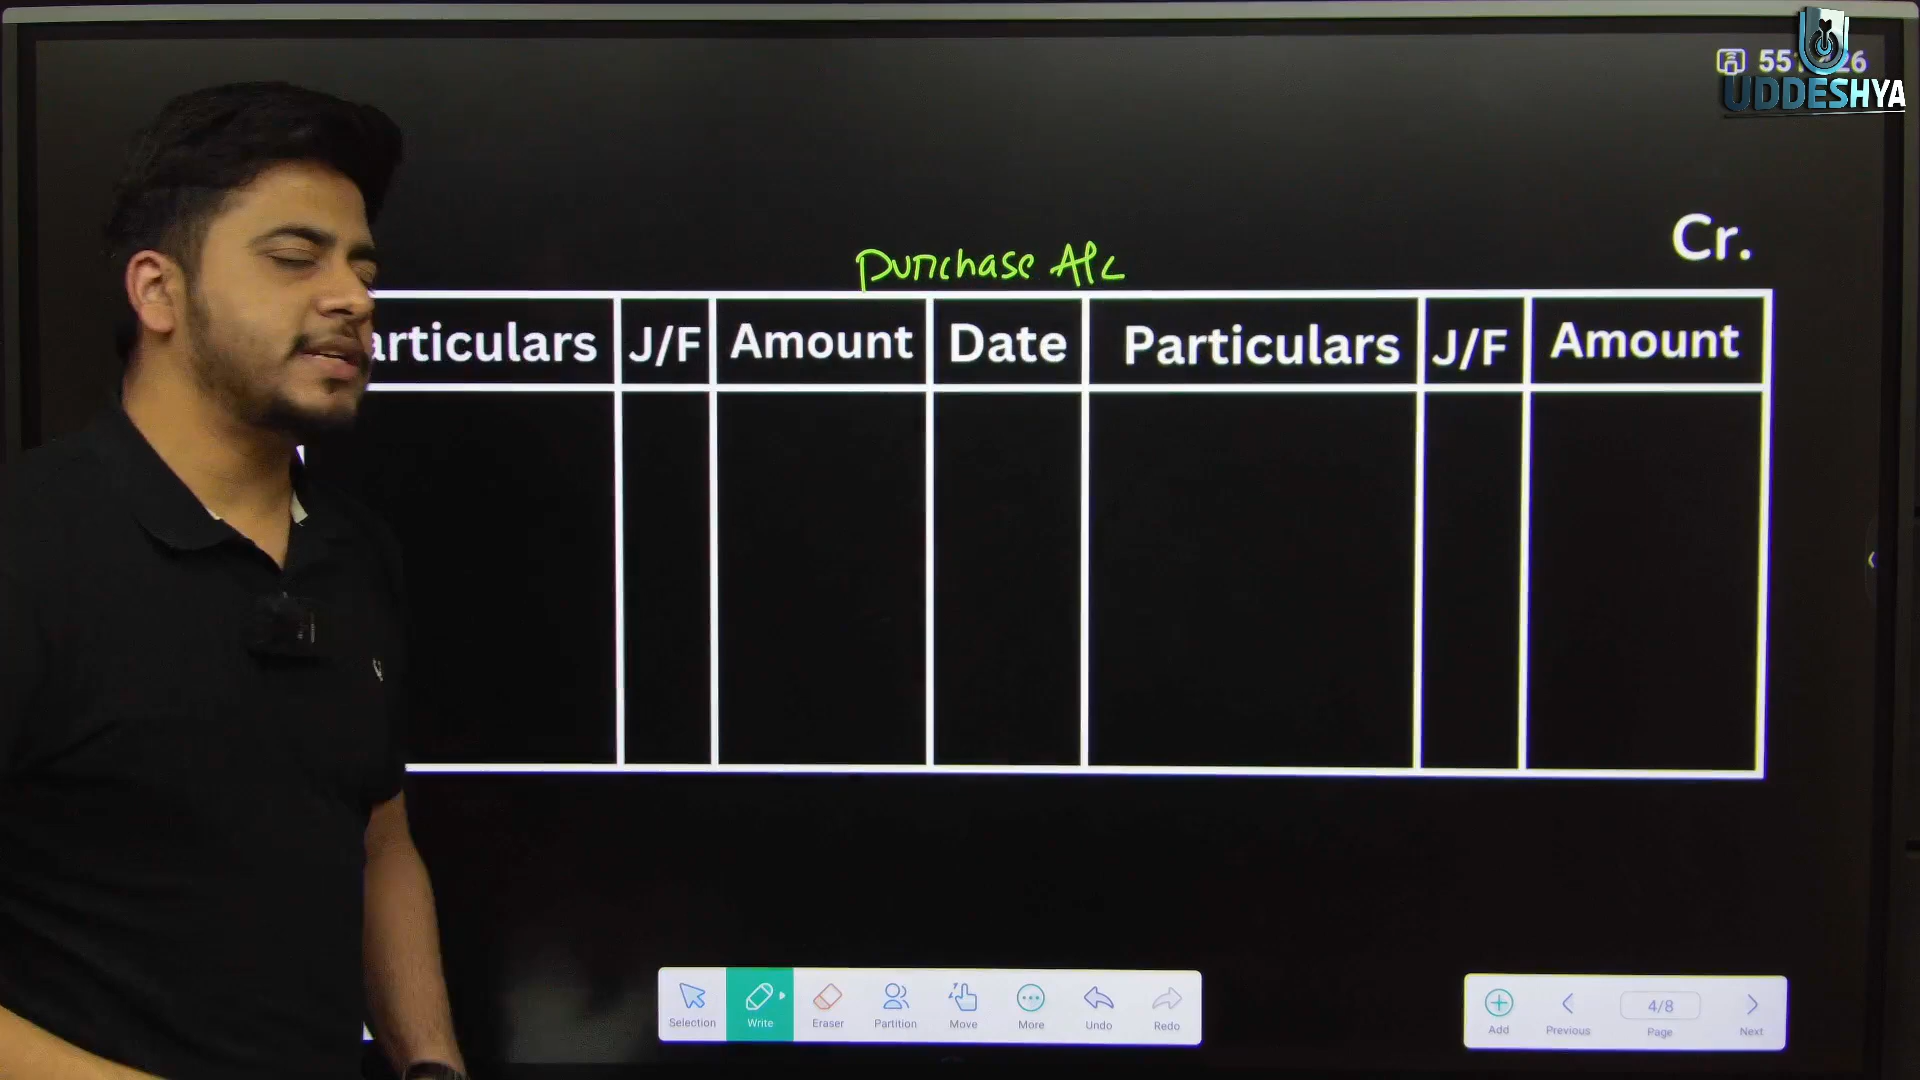 UDDESHYA
Cr.
purchase A/c
articulars J/F Amount Date Particulars J/F Amount
Selection Write Eraser Partition Move More Undo Redo
Add Previous 4/8 Page Next